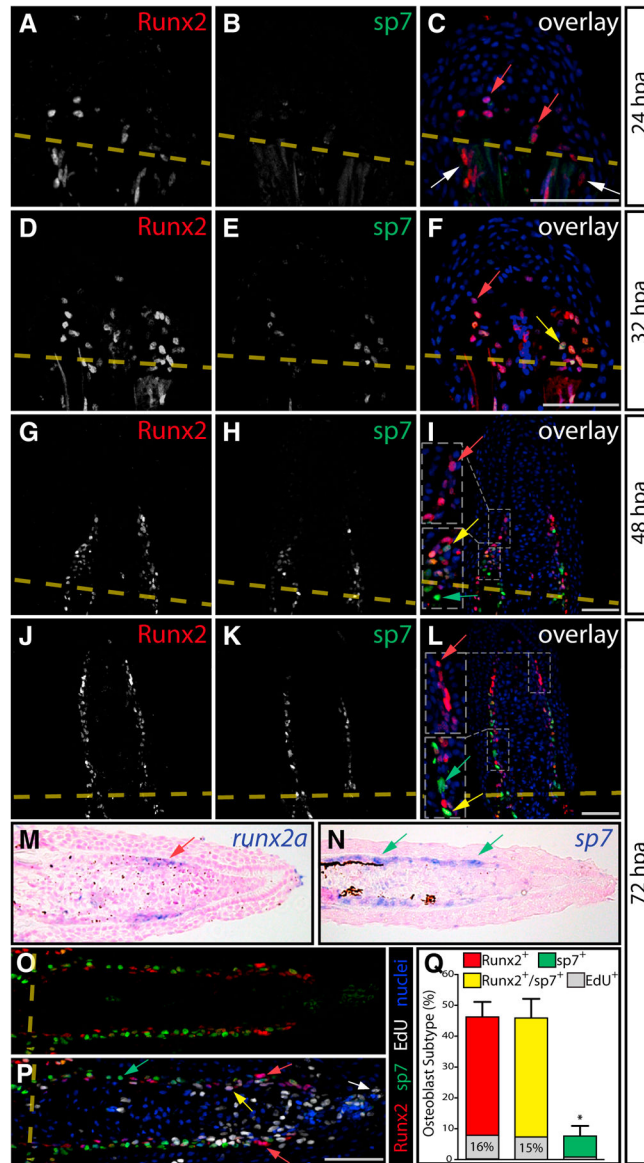 A Runx2 B sp7 C overlay 24 hpa
D Runx2 E sp7 F overlay 32 hpa
G Runx2 H sp7 I overlay 48 hpa
J Runx2 K sp7 L overlay
M runx2a N sp7 72 hpa
O
P
Runx2 sp7 EdU nuclei
Q
Runx2⁺ sp7⁺
Runx2⁺/sp7⁺ EdU⁺
Osteoblast Subtype (%)
60
50
40
30
20
10
0
16% 15% *